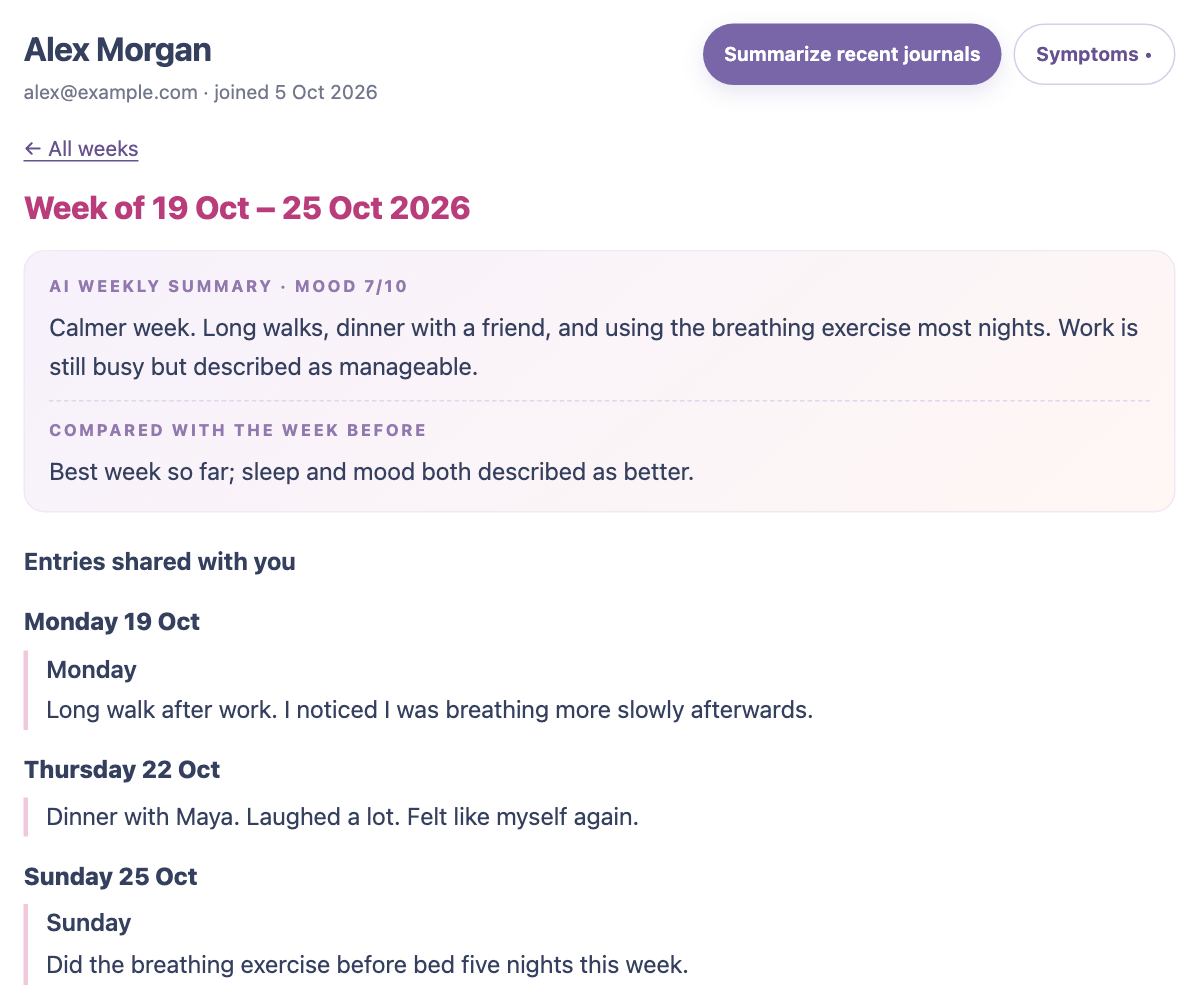 Alex Morgan
Summarize recent journals
Symptoms •
alex@example.com · joined 5 Oct 2026
← All weeks
Week of 19 Oct – 25 Oct 2026
AI WEEKLY SUMMARY · MOOD 7/10
Calmer week. Long walks, dinner with a friend, and using the breathing exercise most nights. Work is
still busy but described as manageable.
COMPARED WITH THE WEEK BEFORE
Best week so far; sleep and mood both described as better.
Entries shared with you
Monday 19 Oct
Monday
Long walk after work. I noticed I was breathing more slowly afterwards.
Thursday 22 Oct
Dinner with Maya. Laughed a lot. Felt like myself again.
Sunday 25 Oct
Sunday
Did the breathing exercise before bed five nights this week.